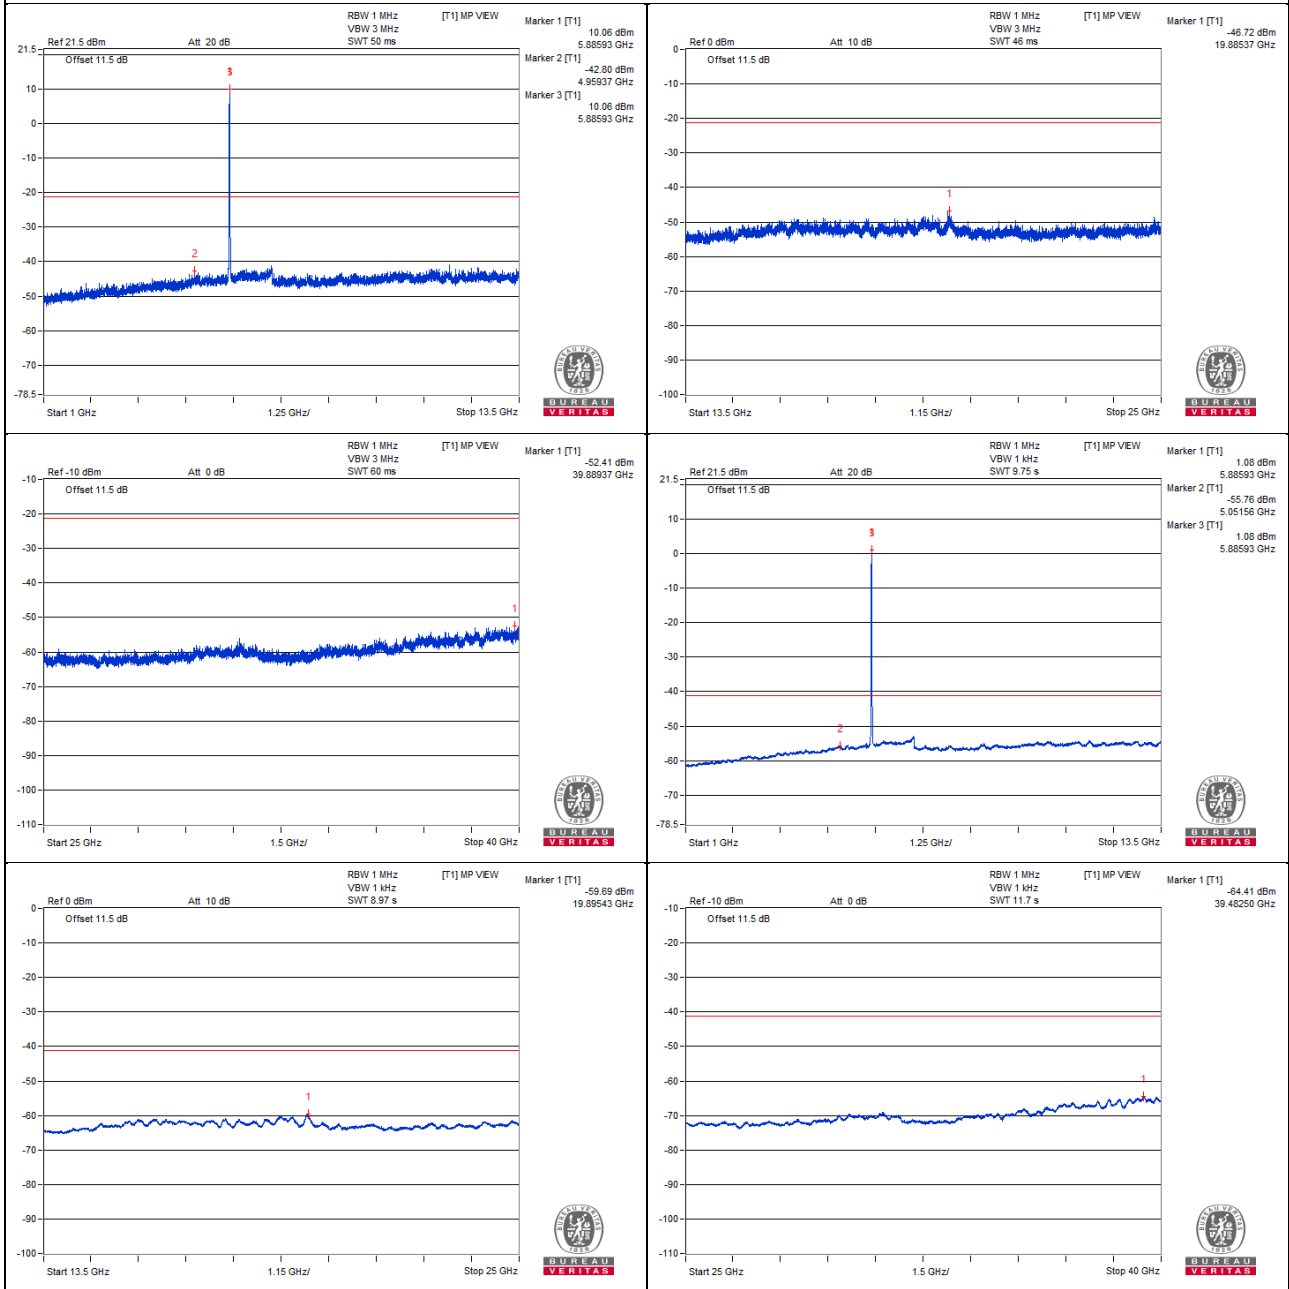 RBW 1 MHz [T1] MP VIEW
VBW 3 MHz
Ref 21.5 dBm Att 20 dB SWT 50 ms
Marker 1 [T1]
10.06 dBm
5.88593 GHz
Marker 2 [T1]
-42.80 dBm
4.95937 GHz
Marker 3 [T1]
10.06 dBm
5.88593 GHz
21.5
Offset 11.5 dB
3
10
0
-10
-20
-30
2
-40
-50
-60
-70
-78.5
Start 1 GHz 1.25 GHz/ Stop 13.5 GHz
BUREAU VERITAS
1828
BUREAU
VERITAS
RBW 1 MHz [T1] MP VIEW
VBW 3 MHz
Ref 0 dBm Att 10 dB SWT 46 ms
Marker 1 [T1]
-46.72 dBm
19.88537 GHz
0
Offset 11.5 dB
-10
-20
-30
-40
1
-50
-60
-70
-80
-90
-100
Start 13.5 GHz 1.15 GHz/ Stop 25 GHz
BUREAU VERITAS
1828
BUREAU
VERITAS
RBW 1 MHz [T1] MP VIEW
VBW 3 MHz
Ref -10 dBm Att 0 dB SWT 60 ms
Marker 1 [T1]
-52.41 dBm
39.88937 GHz
-10
Offset 11.5 dB
-20
-30
-40
-50
1
-60
-70
-80
-90
-100
-110
Start 25 GHz 1.5 GHz/ Stop 40 GHz
BUREAU VERITAS
1828
BUREAU
VERITAS
RBW 1 MHz [T1] MP VIEW
VBW 1 kHz
Ref 21.5 dBm Att 20 dB SWT 9.75 s
Marker 1 [T1]
1.08 dBm
5.88593 GHz
Marker 2 [T1]
-55.76 dBm
5.05156 GHz
Marker 3 [T1]
1.08 dBm
5.88593 GHz
21.5
Offset 11.5 dB
10
3
0
-10
-20
-30
-40
-50
2
-60
-70
-78.5
Start 1 GHz 1.25 GHz/ Stop 13.5 GHz
BUREAU VERITAS
1828
BUREAU
VERITAS
RBW 1 MHz [T1] MP VIEW
VBW 1 kHz
Ref 0 dBm Att 10 dB SWT 8.97 s
Marker 1 [T1]
-59.69 dBm
19.89543 GHz
0
Offset 11.5 dB
-10
-20
-30
-40
-50
1
-60
-70
-80
-90
-100
Start 13.5 GHz 1.15 GHz/ Stop 25 GHz
BUREAU VERITAS
1828
BUREAU
VERITAS
RBW 1 MHz [T1] MP VIEW
VBW 1 kHz
Ref -10 dBm Att 0 dB SWT 11.7 s
Marker 1 [T1]
-64.41 dBm
39.48250 GHz
-10
Offset 11.5 dB
-20
-30
-40
-50
1
-60
-70
-80
-90
-100
-110
Start 25 GHz 1.5 GHz/ Stop 40 GHz
BUREAU VERITAS
1828
BUREAU
VERITAS